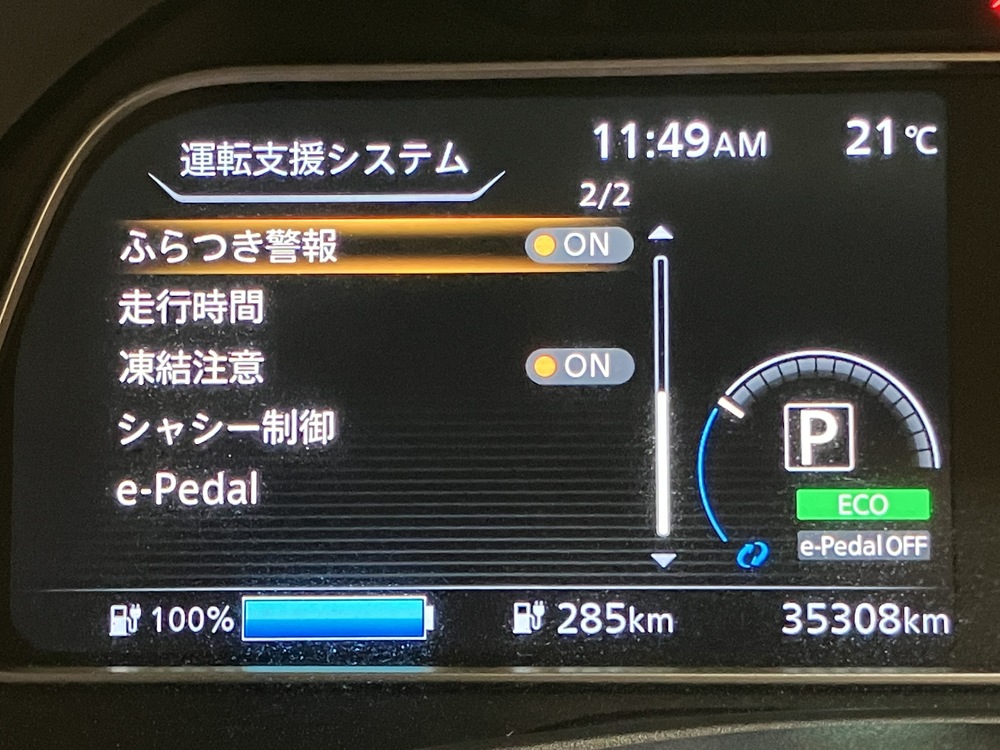 運転支援システム
11:49AM
21℃
2/2
ふらつき警報
ON
走行時間
凍結注意
ON
シャシー制御
e-Pedal
P
ECO
e-Pedal OFF
100%
285km
35308km